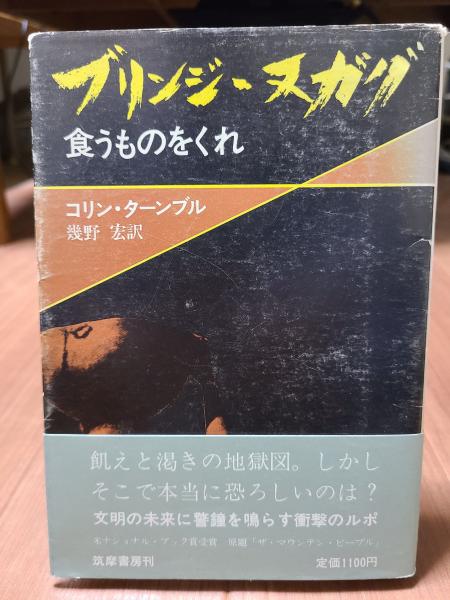 ブリンジ・ヌガグ
食うものをくれ
コリン・ターンブル
幾野 宏訳
飢えと渇きの地獄図。しかし
そこで本当に恐ろしいのは？
文明の未来に警鐘を鳴らす衝撃のルポ
米ナショナル・ブック賞受賞 原題「ザ・マウンテン・ピープル」
筑摩書房刊 定価1100円